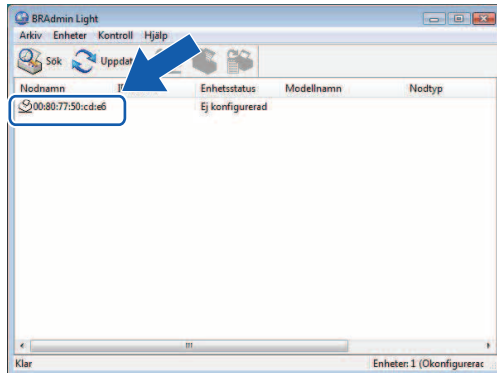 BRAdmin Light
Arkiv Enheter Kontroll Hjälp
Sök Uppdat
Nodnamn Enhetsstatus Modellnamn Nodtyp
00:80:77:50:cd:e6 Ej konfigurerad
Klar Enheter: 1 (Okonfigurerac